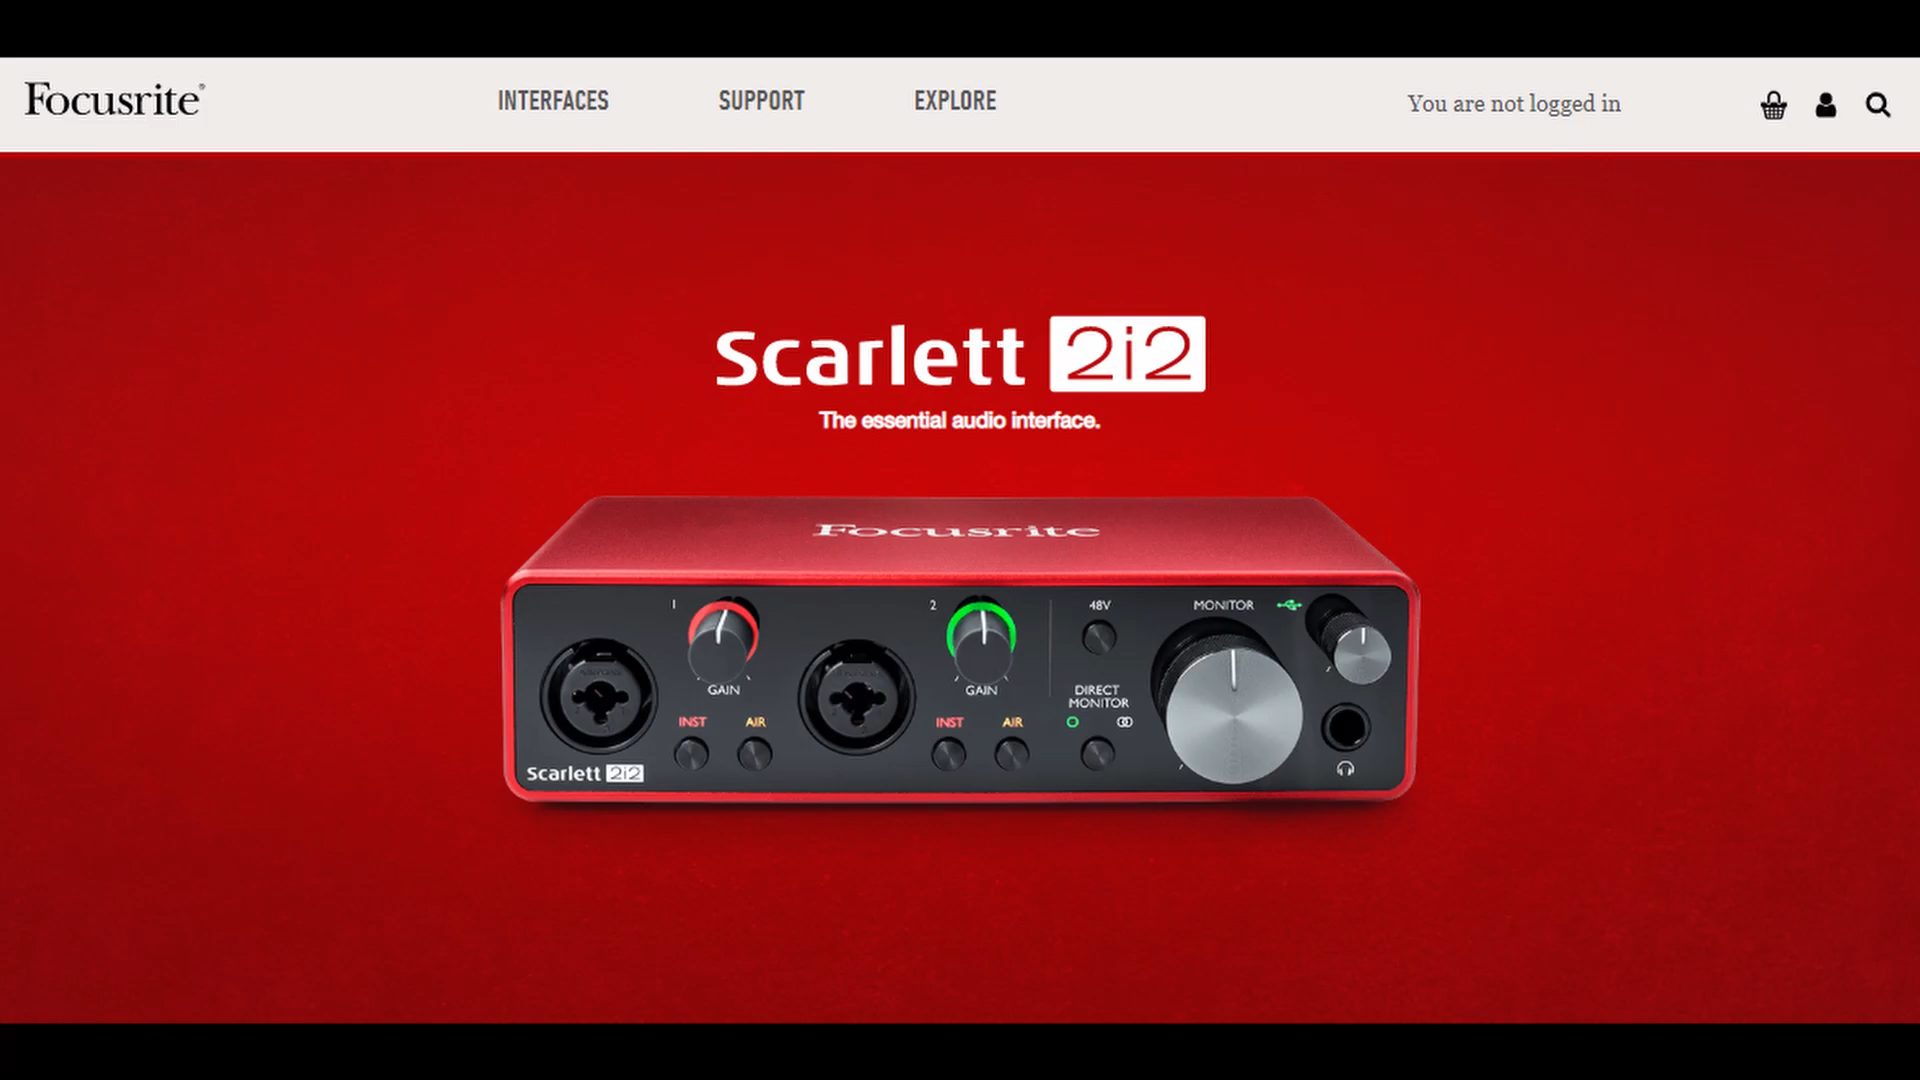 Focusrite®
INTERFACES
SUPPORT
EXPLORE
You are not logged in
Scarlett 2i2
The essential audio interface.
Focusrite
1
2
48V
MONITOR
GAIN
GAIN
DIRECT
MONITOR
INST
AIR
INST
AIR
Scarlett 2i2